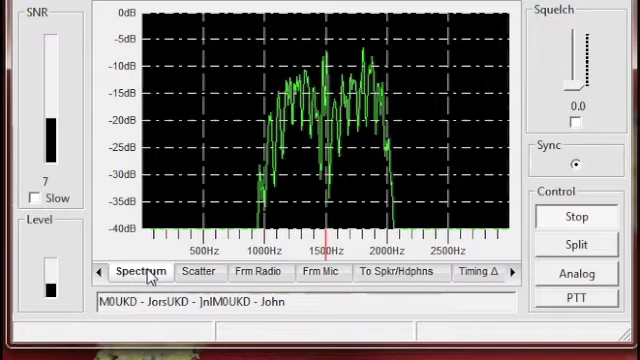 SNR
7
Slow
Level
0dB
-5dB
-10dB
-15dB
-20dB
-25dB
-30dB
-35dB
-40dB
500Hz 1000Hz 1500Hz 2000Hz 2500Hz
Spectrum Scatter Frm Radio Frm Mic To Spkr/Hdphns Timing Δ
M0UKD - JorsUKD - ]nlM0UKD - John
Squelch
0.0
Sync
Control
Stop
Split
Analog
PTT